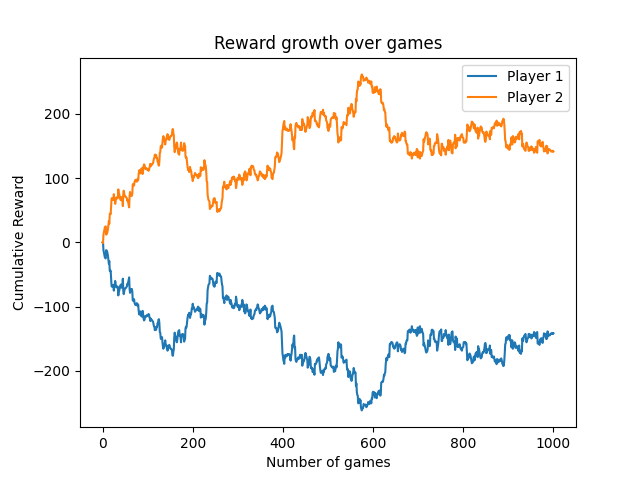 Reward growth over games
Player 1
Player 2
Cumulative Reward
200
100
0
−100
−200
0 200 400 600 800 1000
Number of games